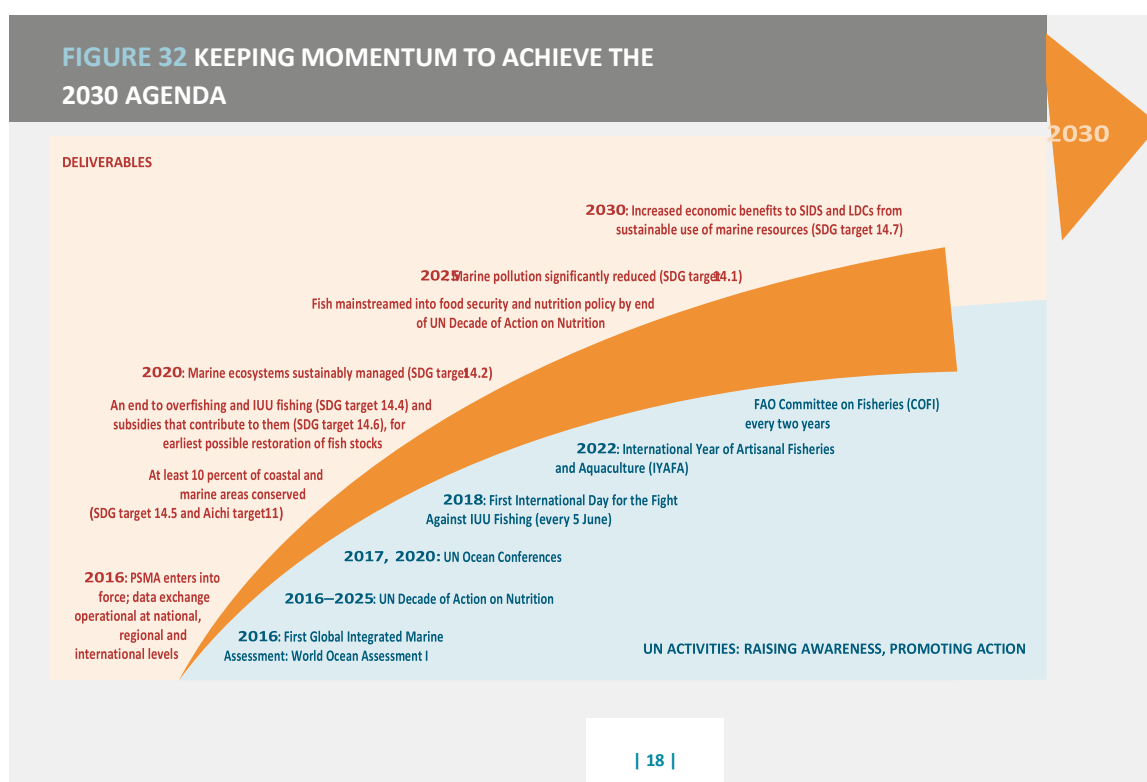 FIGURE 32 KEEPING MOMENTUM TO ACHIEVE THE
2030 AGENDA
2030
DELIVERABLES
2030: Increased economic benefits to SIDS and LDCs from
sustainable use of marine resources (SDG target 14.7)
2025 Marine pollution significantly reduced (SDG target 14.1)
Fish mainstreamed into food security and nutrition policy by end
of UN Decade of Action on Nutrition
2020: Marine ecosystems sustainably managed (SDG target 14.2)
An end to overfishing and IUU fishing (SDG target 14.4) and
subsidies that contribute to them (SDG target 14.6), for
earliest possible restoration of fish stocks
At least 10 percent of coastal and
marine areas conserved
(SDG target 14.5 and Aichi target11)
2016: PSMA enters into
force; data exchange
operational at national,
regional and
international levels
FAO Committee on Fisheries (COFI)
every two years
2022: International Year of Artisanal Fisheries
and Aquaculture (IYAFA)
2018: First International Day for the Fight
Against IUU Fishing (every 5 June)
2017, 2020: UN Ocean Conferences
2016–2025: UN Decade of Action on Nutrition
2016: First Global Integrated Marine
Assessment: World Ocean Assessment I
UN ACTIVITIES: RAISING AWARENESS, PROMOTING ACTION
| 18 |